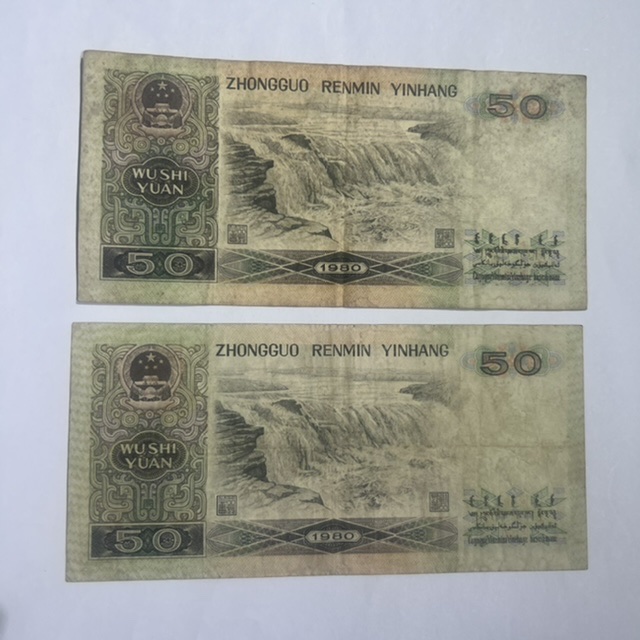 ZHONGGUO RENMIN YINHANG
50
WU SHI
YUAN
50
1980
ZHONGGUO RENMIN YINHANG
50
WU SHI
YUAN
50
1980